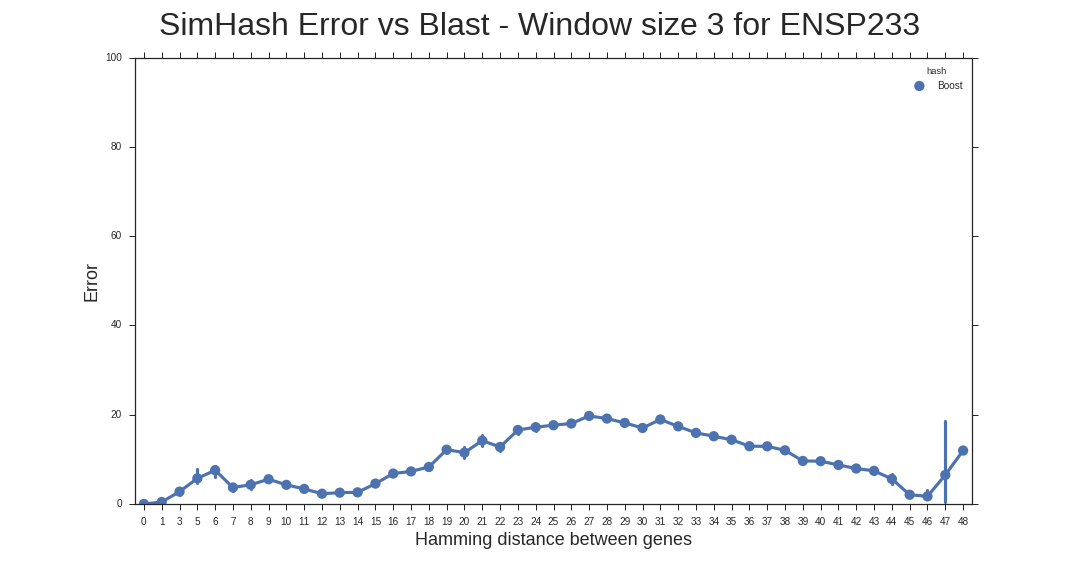 SimHash Error vs Blast - Window size 3 for ENSP233
100
80
60
40
20
0
Error
hash
Boost
0 1 3 5 6 7 8 9 10 11 12 13 14 15 16 17 18 19 20 21 22 23 24 25 26 27 28 29 30 31 32 33 34 35 36 37 38 39 40 41 42 43 44 45 46 47 48
Hamming distance between genes